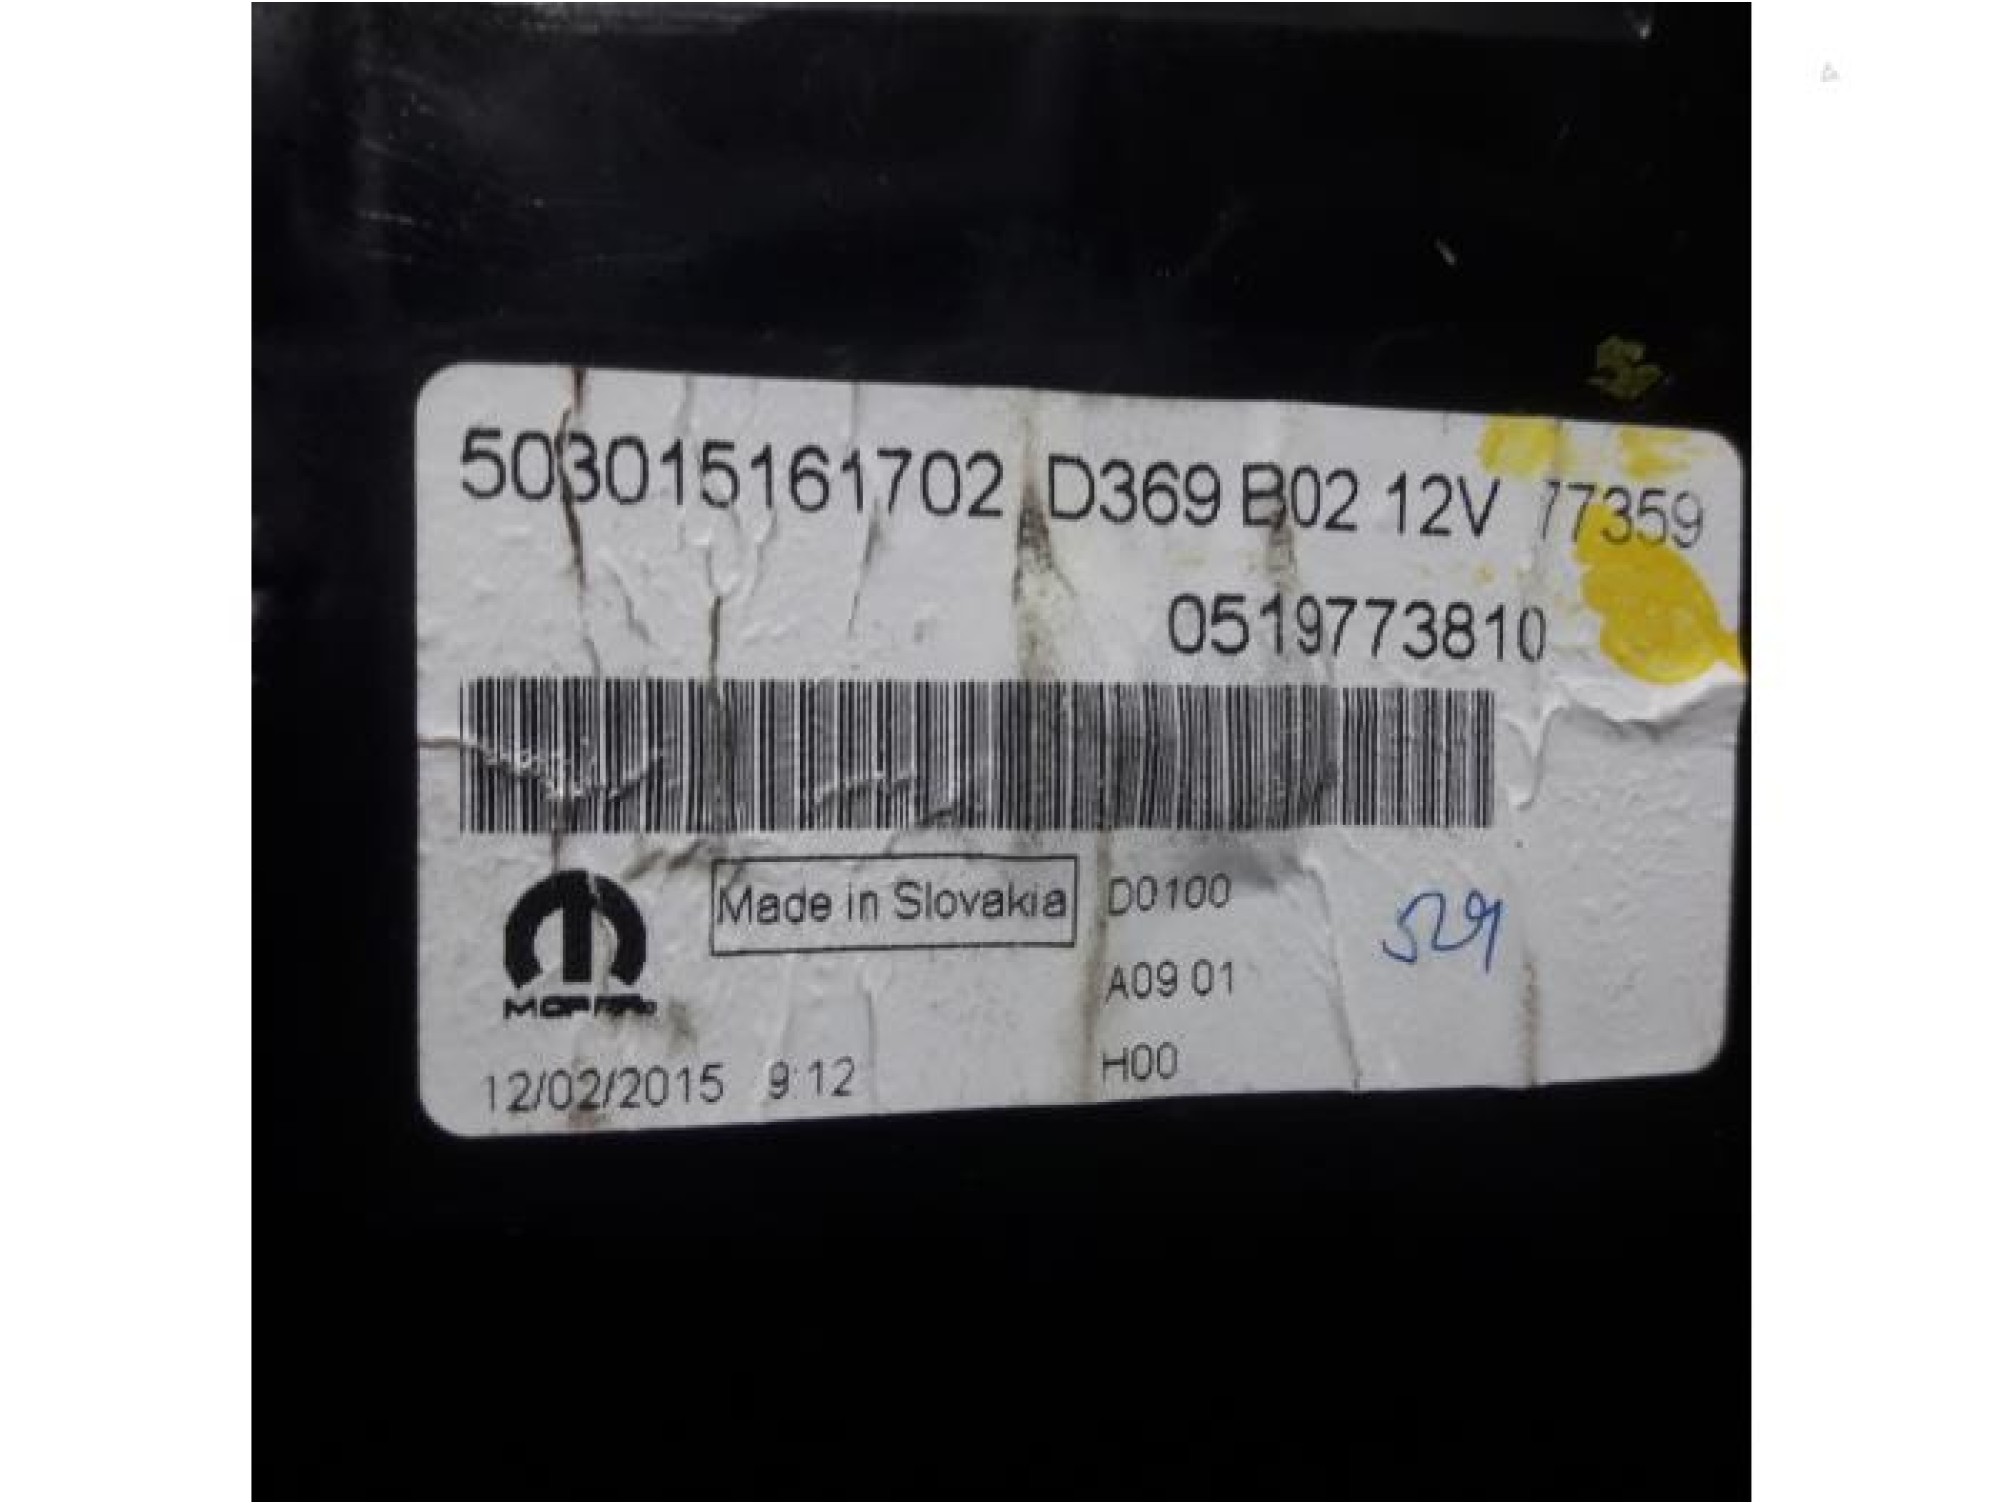 503015161702 D369 B02 12V 77359
0519773810
Made in Slovakia
D0100
A09 01
MOPAR
H00
12/02/2015 9:12
529